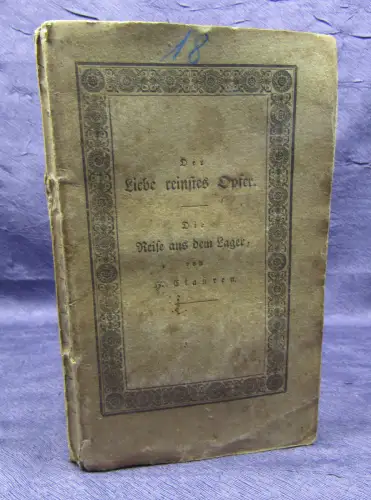 18
Der
Liebe reinstes Opfer.
Die
Reise aus dem Lager,
von
H. Clauren.